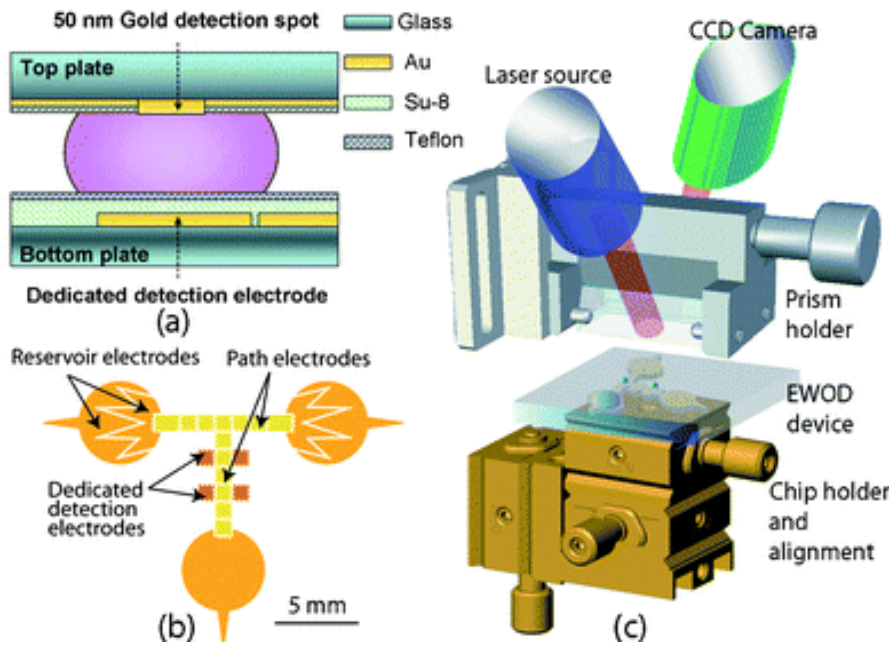 50 nm Gold detection spot
Top plate
Glass
Au
Su-8
Teflon
Bottom plate
Dedicated detection electrode
(a)
Reservoir electrodes
Path electrodes
Dedicated
detection
electrodes
5 mm
(b)
CCD Camera
Laser source
Prism
holder
EWOD
device
Chip holder
and
alignment
(c)